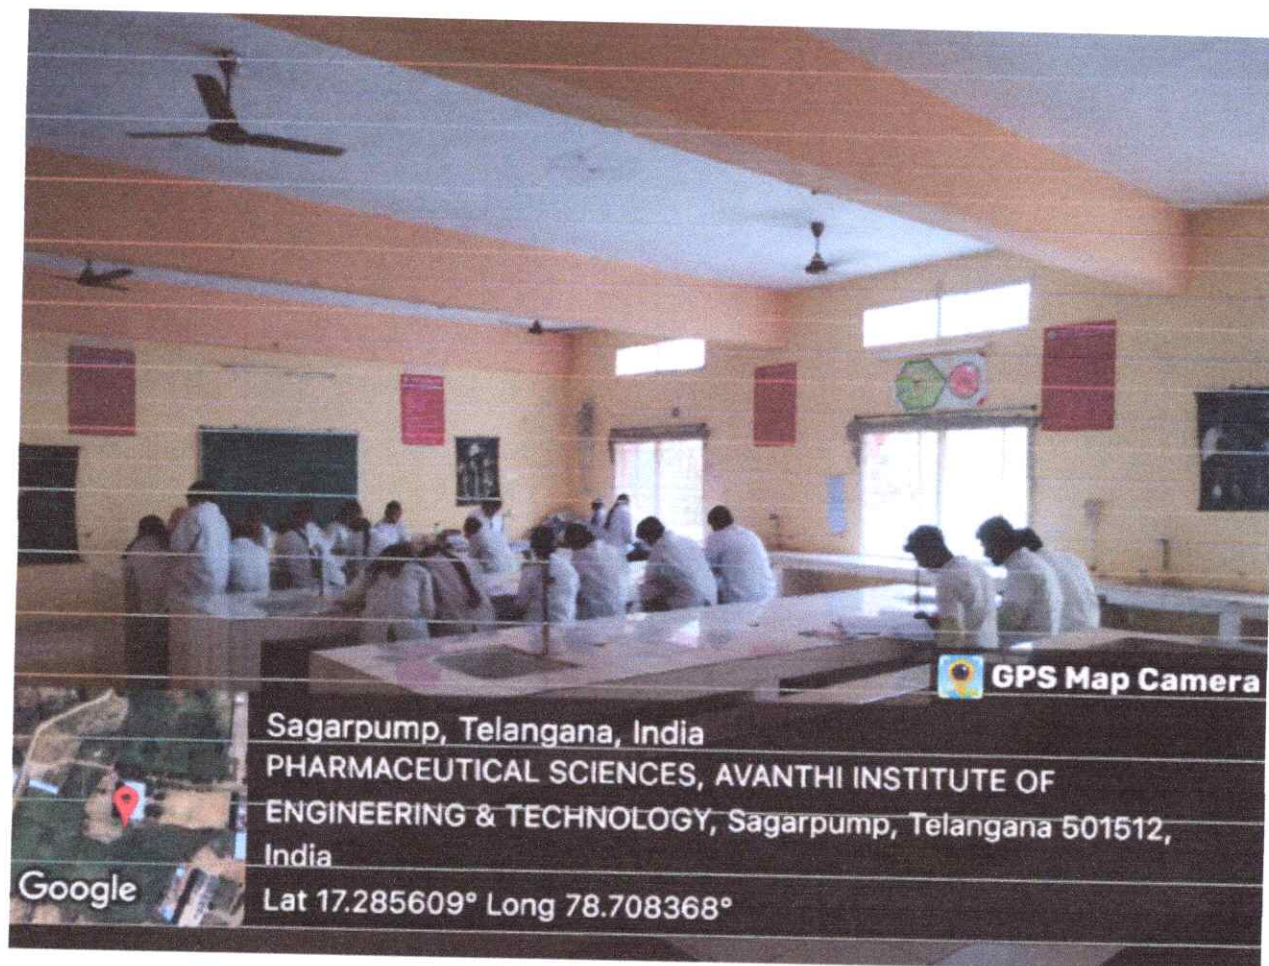 GPS Map Camera
Sagarpump, Telangana, India
PHARMACEUTICAL SCIENCES, AVANTHI INSTITUTE OF
ENGINEERING & TECHNOLOGY, Sagarpump, Telangana 501512,
India
Lat 17.285609° Long 78.708368°
Google